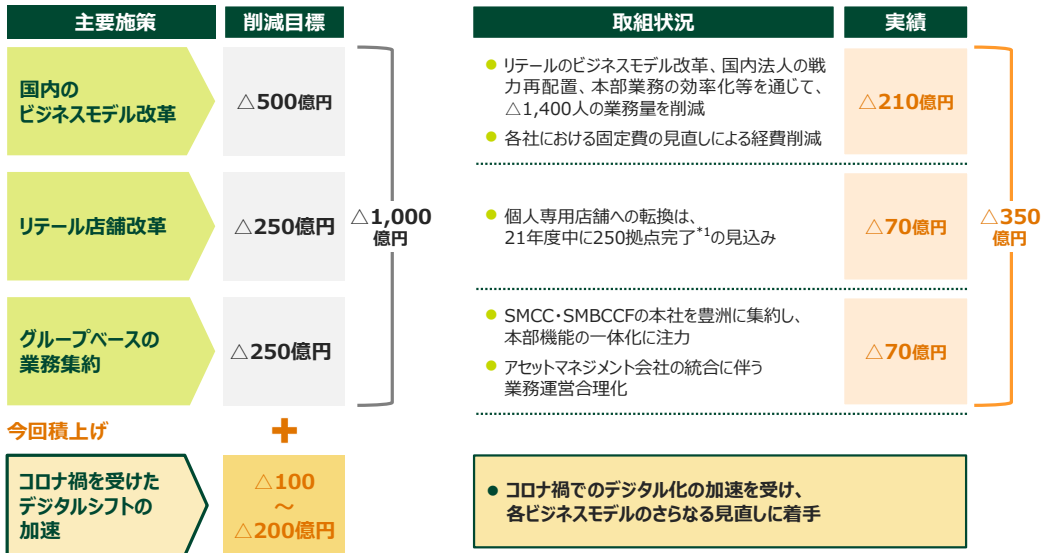 主要施策
削減目標
取組状況
実績
国内の
ビジネスモデル改革
△500億円
● リテールのビジネスモデル改革、国内法人の戦
力再配置、本部業務の効率化等を通じて、
△1,400人の業務量を削減
● 各社における固定費の見直しによる経費削減
△210億円
リテール店舗改革
△250億円
△1,000
億円
● 個人専用店舗への転換は、
21年度中に250拠点完了*1の見込み
△70億円
△350
億円
グループベースの
業務集約
△250億円
● SMCC・SMBCCFの本社を豊洲に集約し、
本部機能の一体化に注力
● アセットマネジメント会社の統合に伴う
業務運営合理化
△70億円
今回積上げ
+
コロナ禍を受けた
デジタルシフトの
加速
△100
～
△200億円
● コロナ禍でのデジタル化の加速を受け、
各ビジネスモデルのさらなる見直しに着手